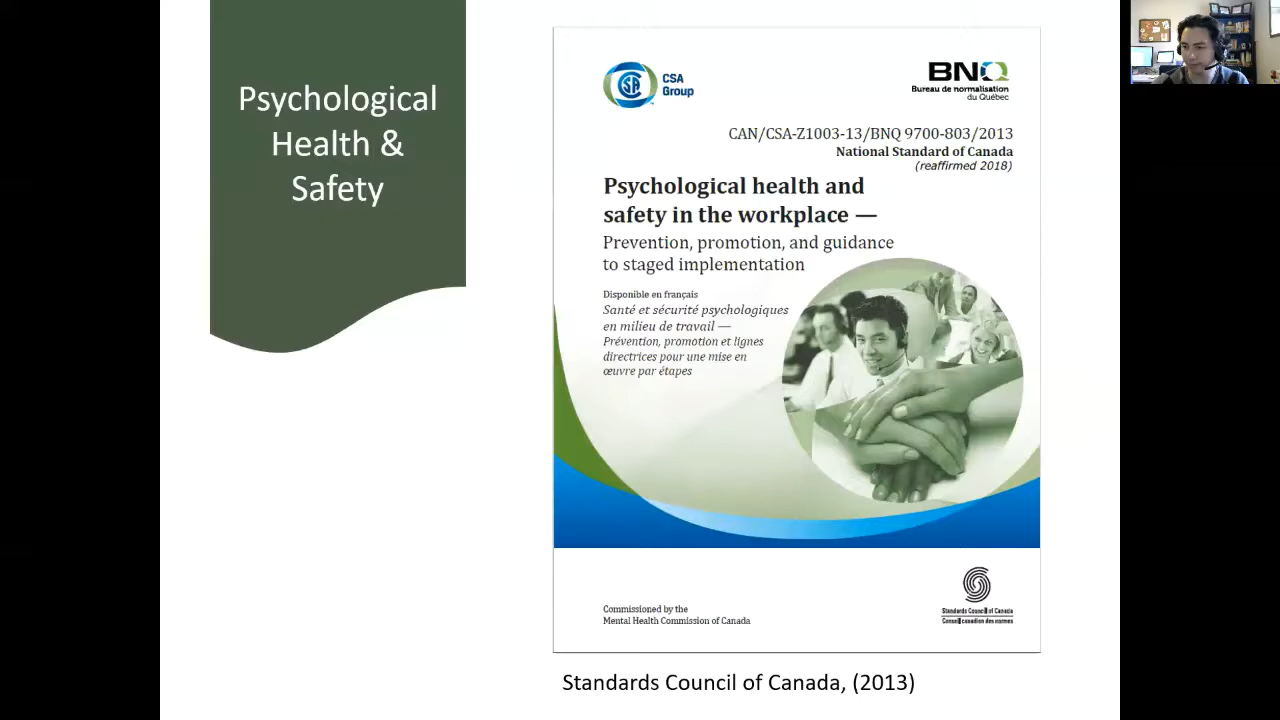 Psychological
Health &
Safety
CSA
Group
BNQ
Bureau de normalisation
du Québec
CAN/CSA-Z1003-13/BNQ 9700-803/2013
National Standard of Canada
(reaffirmed 2018)
Psychological health and
safety in the workplace —
Prevention, promotion, and guidance
to staged implementation
Disponible en français
Santé et sécurité psychologiques
en milieu de travail —
Prévention, promotion et lignes
directrices pour une mise en
œuvre par étapes
Commissioned by the
Mental Health Commission of Canada
Standards Council of Canada
Conseil canadien des normes
Standards Council of Canada, (2013)